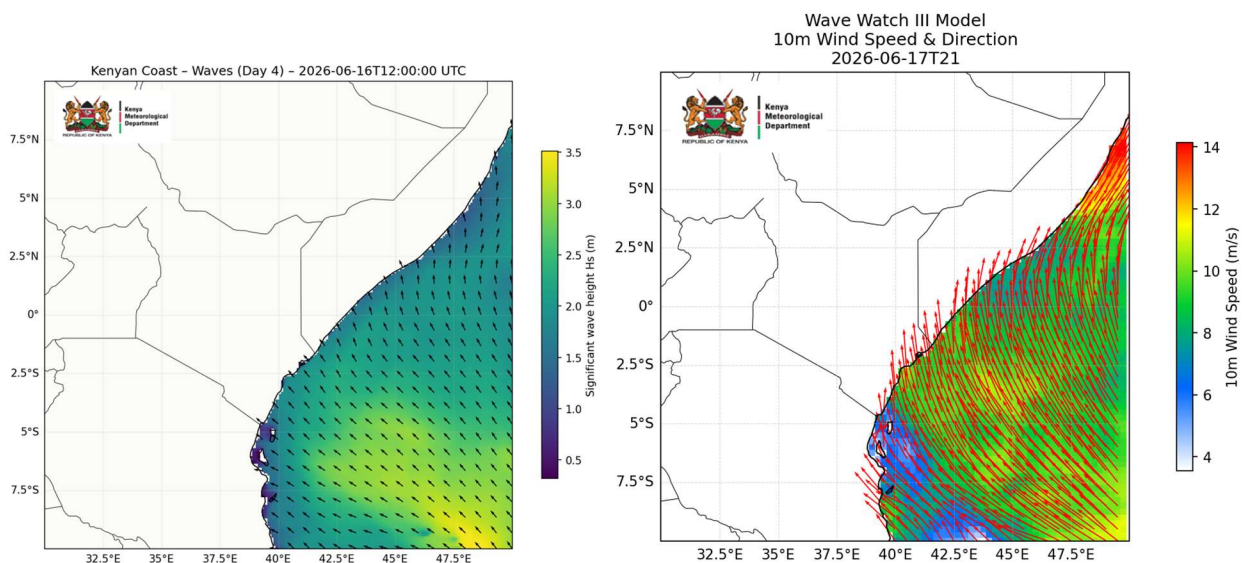 Kenyan Coast – Waves (Day 4) – 2026-06-16T12:00:00 UTC
Kenya
Meteorological
Department
REPUBLIC OF KENYA
7.5°N
5°N
2.5°N
0°
2.5°S
5°S
7.5°S
32.5°E
35°E
37.5°E
40°E
42.5°E
45°E
47.5°E
3.5
3.0
2.5
2.0
1.5
1.0
0.5
Significant wave height Hs (m)
Wave Watch III Model
10m Wind Speed & Direction
2026-06-17T21
Kenya
Meteorological
Department
REPUBLIC OF KENYA
7.5°N
5°N
2.5°N
0°
2.5°S
5°S
7.5°S
32.5°E
35°E
37.5°E
40°E
42.5°E
45°E
47.5°E
14
12
10
8
6
4
10m Wind Speed (m/s)